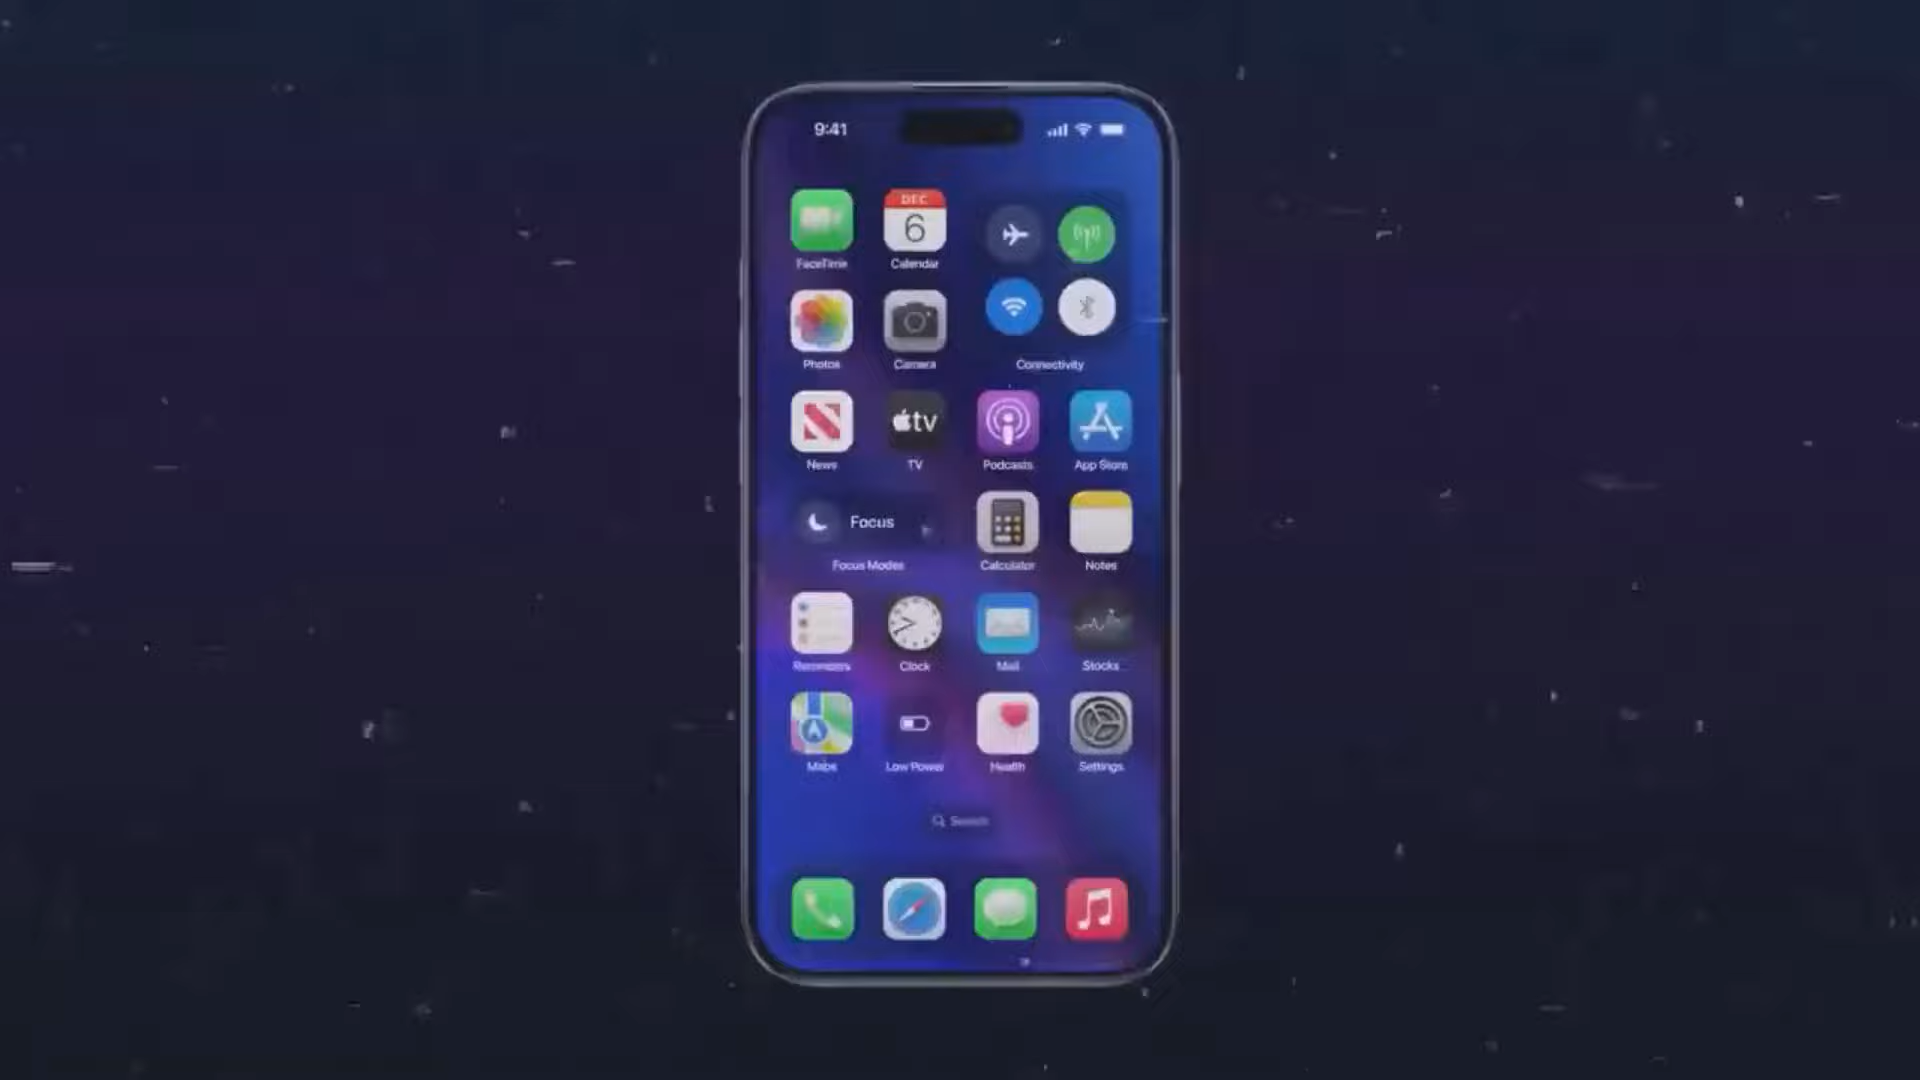 9:41
DEC
6
FaceTime
Calendar
Photos
Camera
Connectivity
tv
News
TV
Podcasts
App Store
Focus
Focus Modes
Calculator
Notes
Reminders
Clock
Mail
Stocks
Maps
Low Power
Health
Settings
Search